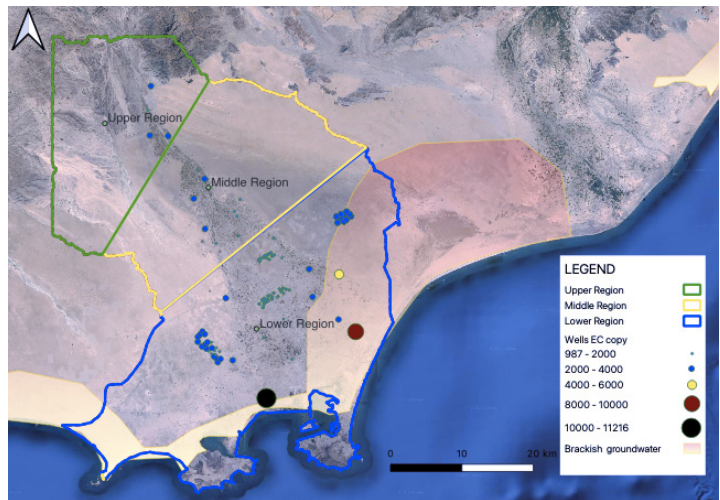 Upper Region
Middle Region
Lower Region
LEGEND
Upper Region
Middle Region
Lower Region
Wells EC copy
987 - 2000
2000 - 4000
4000 - 6000
8000 - 10000
10000 - 11216
Brackish groundwater
0 10 20 km